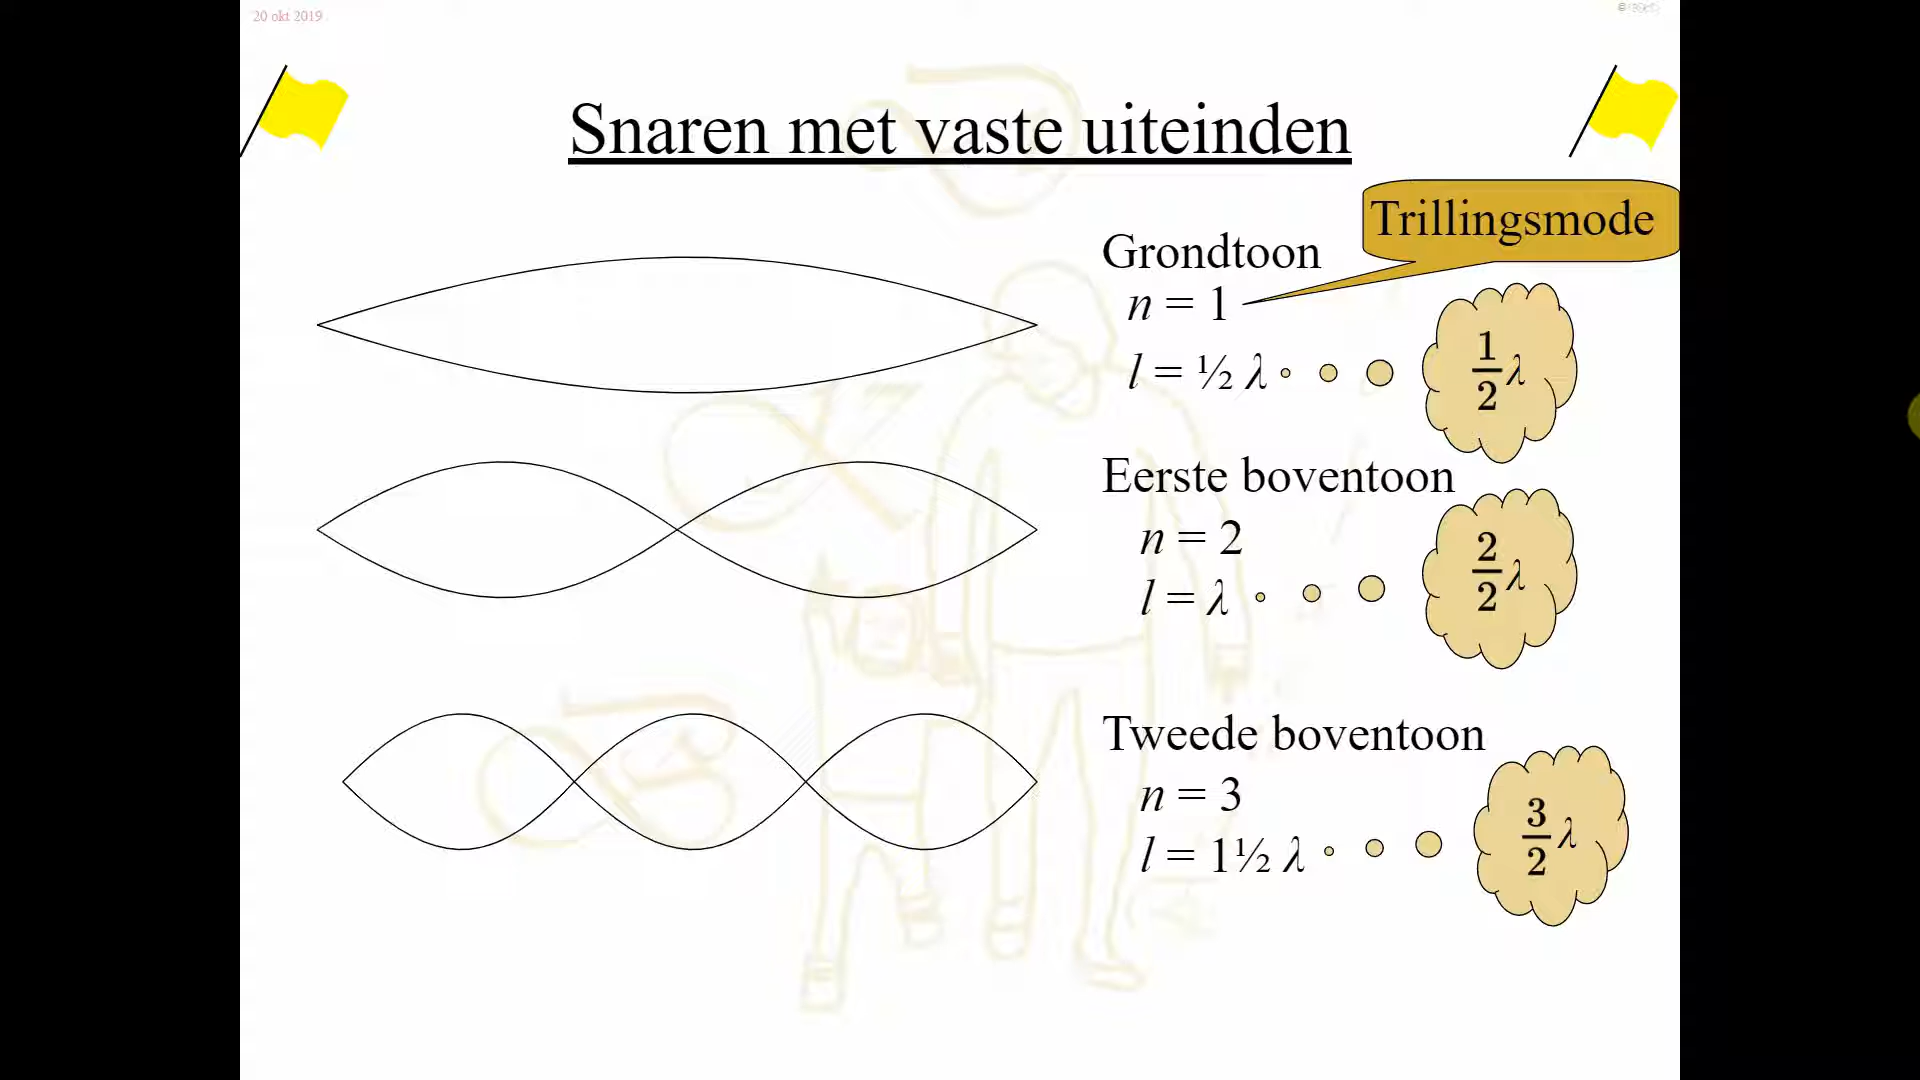 20 okt 2019
Snaren met vaste uiteinden
Trillingsmode
Grondtoon
n = 1
l = ½ λ
1/2 λ
Eerste boventoon
n = 2
l = λ
2/2 λ
Tweede boventoon
n = 3
l = 1½ λ
3/2 λ